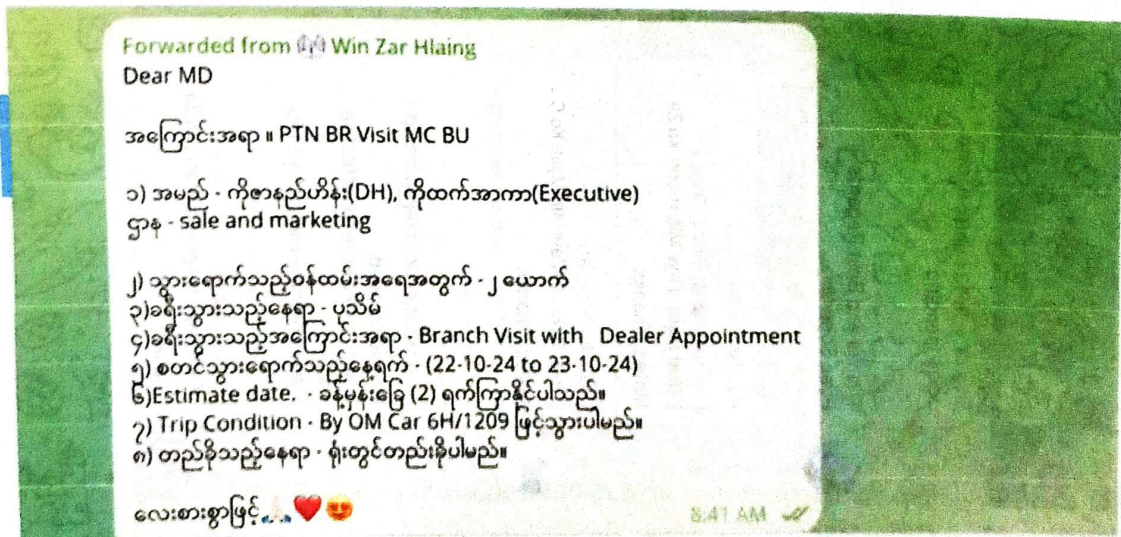 Forwarded from Win Zar Hlaing
Dear MD
အကြောင်းအရာ ။ PTN BR Visit MC BU
၁) အမည် - ကိုဇာနည်ဟိန်း(DH), ကိုထက်အာကာ(Executive)
ဌာန - sale and marketing
၂) သွားရောက်သည့်ဝန်ထမ်းအရေအတွက် - ၂ ယောက်
၃)ခရီးသွားသည့်နေရာ - ပုသိမ်
၄)ခရီးသွားသည့်အကြောင်းအရာ - Branch Visit with Dealer Appointment
၅) စတင်သွားရောက်သည့်နေ့ရက် - (22-10-24 to 23-10-24)
၆)Estimate date. - ခန့်မှန်းခြေ (2) ရက်ကြာနိုင်ပါသည်။
၇) Trip Condition - By OM Car 6H/1209 ဖြင့်သွားပါမည်။
၈) တည်ခိုသည့်နေရာ - ရုံးတွင်တည်းခိုပါမည်။
လေးစားစွာဖြင့်🙏🏻❤️😍
8:41 AM